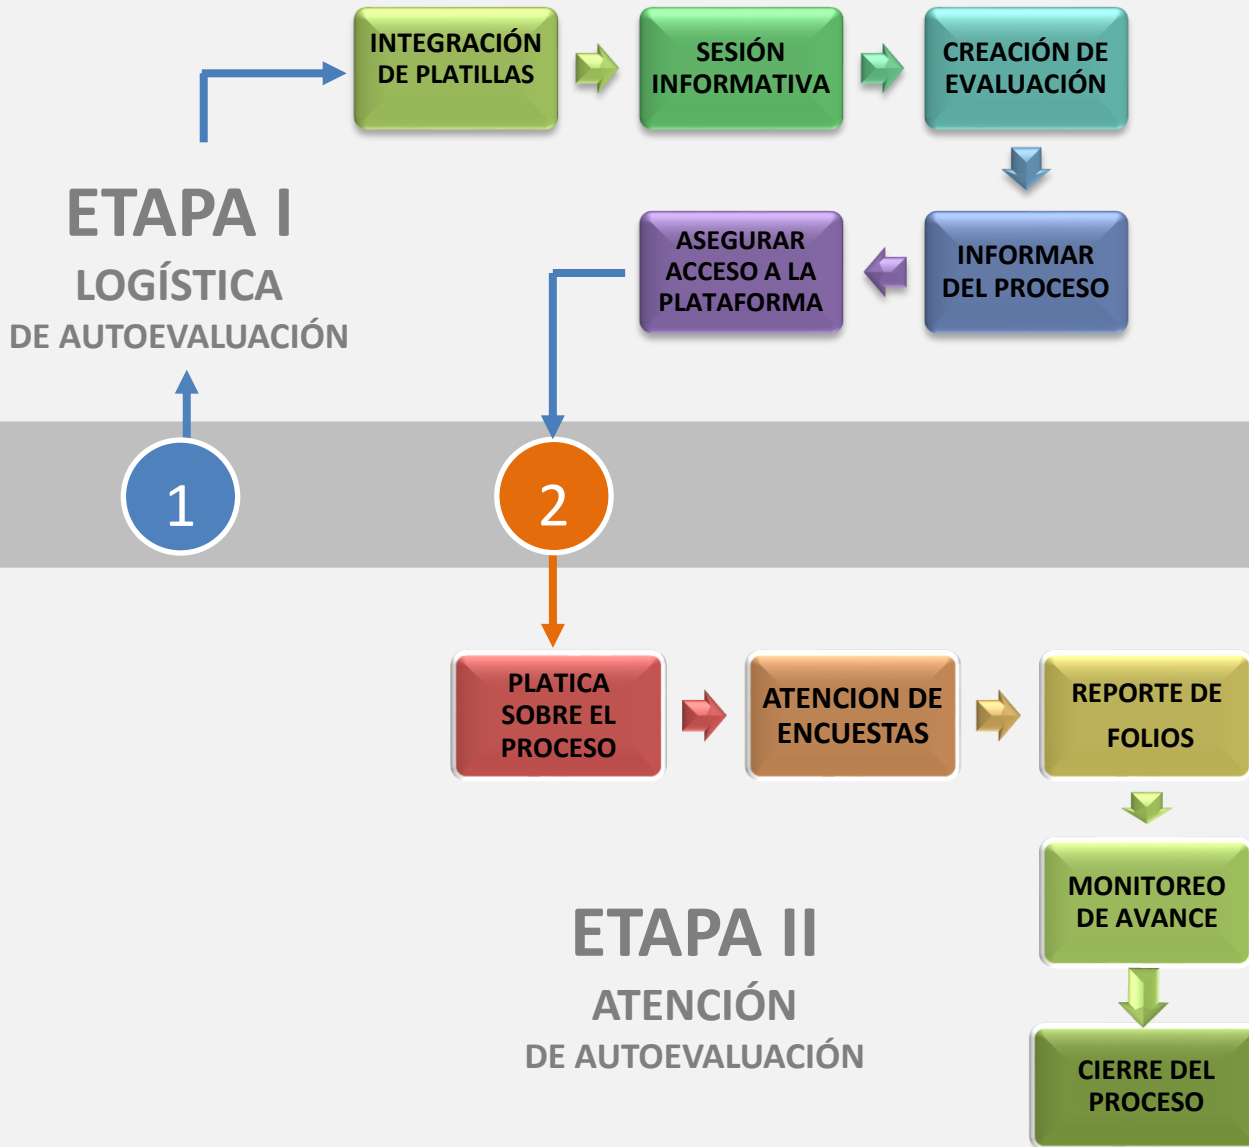 INTEGRACIÓN
DE PLATILLAS
SESIÓN
INFORMATIVA
CREACIÓN DE
EVALUACIÓN
ETAPA I
LOGÍSTICA
DE AUTOEVALUACIÓN
ASEGURAR
ACCESO A LA
PLATAFORMA
INFORMAR
DEL PROCESO
1
2
PLATICA
SOBRE EL
PROCESO
ATENCION DE
ENCUESTAS
REPORTE DE
FOLIOS
MONITOREO
DE AVANCE
ETAPA II
ATENCIÓN
DE AUTOEVALUACIÓN
CIERRE DEL
PROCESO